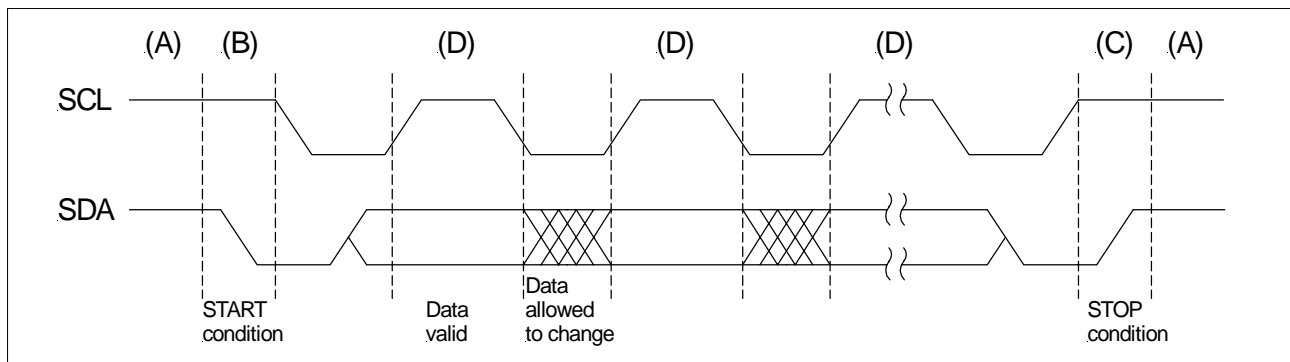 (A) (B) (D) (D) (D) (C) (A)
SCL
SDA
START
condition
Data
valid
Data
allowed
to change
STOP
condition